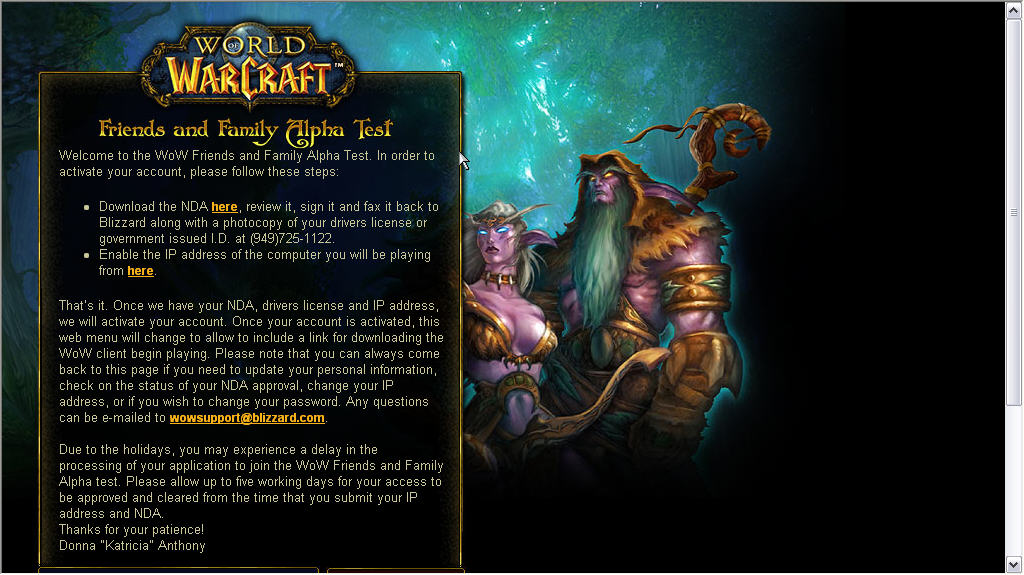 WORLD
OF
WARCRAFT™
Friends and Family Alpha Test
Welcome to the WoW Friends and Family Alpha Test. In order to
activate your account, please follow these steps:
Download the NDA here, review it, sign it and fax it back to
Blizzard along with a photocopy of your drivers license or
government issued I.D. at (949)725-1122.
Enable the IP address of the computer you will be playing
from here.
That's it. Once we have your NDA, drivers license and IP address,
we will activate your account. Once your account is activated, this
web menu will change to allow to include a link for downloading the
WoW client begin playing. Please note that you can always come
back to this page if you need to update your personal information,
check on the status of your NDA approval, change your IP
address, or if you wish to change your password. Any questions
can be e-mailed to wowsupport@blizzard.com.
Due to the holidays, you may experience a delay in the
processing of your application to join the WoW Friends and Family
Alpha test. Please allow up to five working days for your access to
be approved and cleared from the time that you submit your IP
address and NDA.
Thanks for your patience!
Donna "Katricia" Anthony